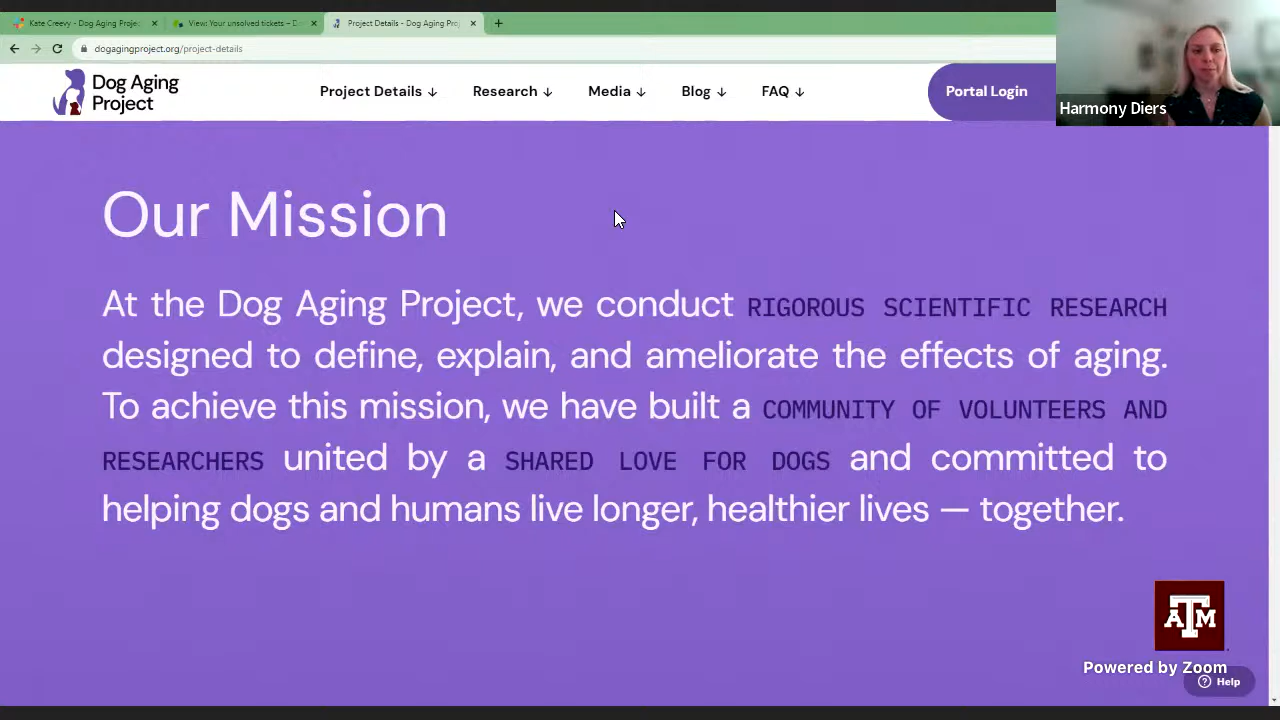 Kate Creevy - Dog Aging Projec
View: Your unsolved tickets –
Project Details - Dog Aging Pro
dogagingproject.org/project-details
Dog Aging
Project
Project Details ↓
Research ↓
Media ↓
Blog ↓
FAQ ↓
Portal Login
Harmony Diers
Our Mission
At the Dog Aging Project, we conduct RIGOROUS SCIENTIFIC RESEARCH
designed to define, explain, and ameliorate the effects of aging.
To achieve this mission, we have built a COMMUNITY OF VOLUNTEERS AND
RESEARCHERS united by a SHARED LOVE FOR DOGS and committed to
helping dogs and humans live longer, healthier lives — together.
ATM
Powered by Zoom
Help